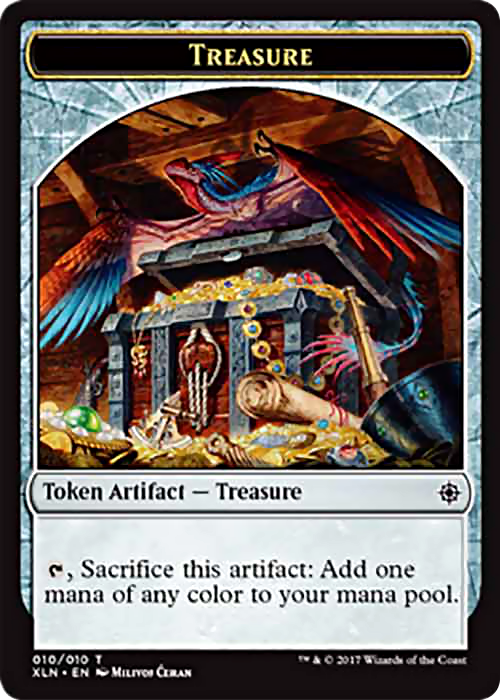 TREASURE
Token Artifact — Treasure
, Sacrifice this artifact: Add one
mana of any color to your mana pool.
010/010 T
XLN • EN MILIVOJ ĆERAN
™ & © 2017 Wizards of the Coast